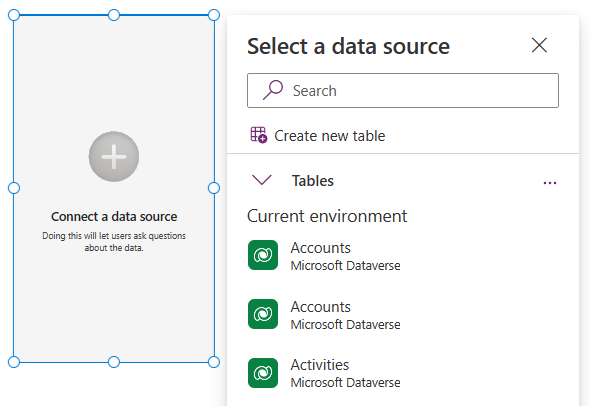 Connect a data source
Doing this will let users ask questions
about the data.
Select a data source
Search
Create new table
Tables
Current environment
Accounts
Microsoft Dataverse
Accounts
Microsoft Dataverse
Activities
Microsoft Dataverse